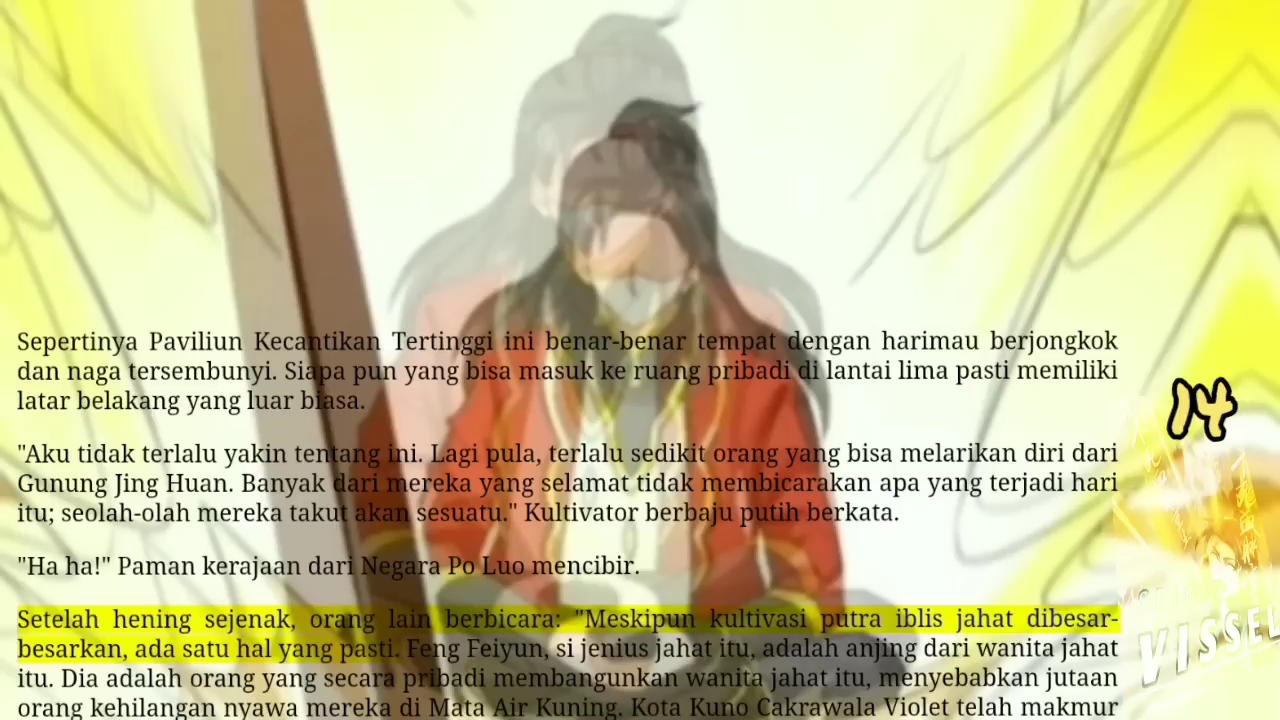 Sepertinya Paviliun Kecantikan Tertinggi ini benar-benar tempat dengan harimau berjongkok
dan naga tersembunyi. Siapa pun yang bisa masuk ke ruang pribadi di lantai lima pasti memiliki
latar belakang yang luar biasa.
"Aku tidak terlalu yakin tentang ini. Lagi pula, terlalu sedikit orang yang bisa melarikan diri dari
Gunung Jing Huan. Banyak dari mereka yang selamat tidak membicarakan apa yang terjadi hari
itu; seolah-olah mereka takut akan sesuatu." Kultivator berbaju putih berkata.
"Ha ha!" Paman kerajaan dari Negara Po Luo mencibir.
Setelah hening sejenak, orang lain berbicara: "Meskipun kultivasi putra iblis jahat dibesar-
besarkan, ada satu hal yang pasti. Feng Feiyun, si jenius jahat itu, adalah anjing dari wanita jahat
itu. Dia adalah orang yang secara pribadi membangunkan wanita jahat itu, menyebabkan jutaan
orang kehilangan nyawa mereka di Mata Air Kuning. Kota Kuno Cakrawala Violet telah makmur
14
VISSEL